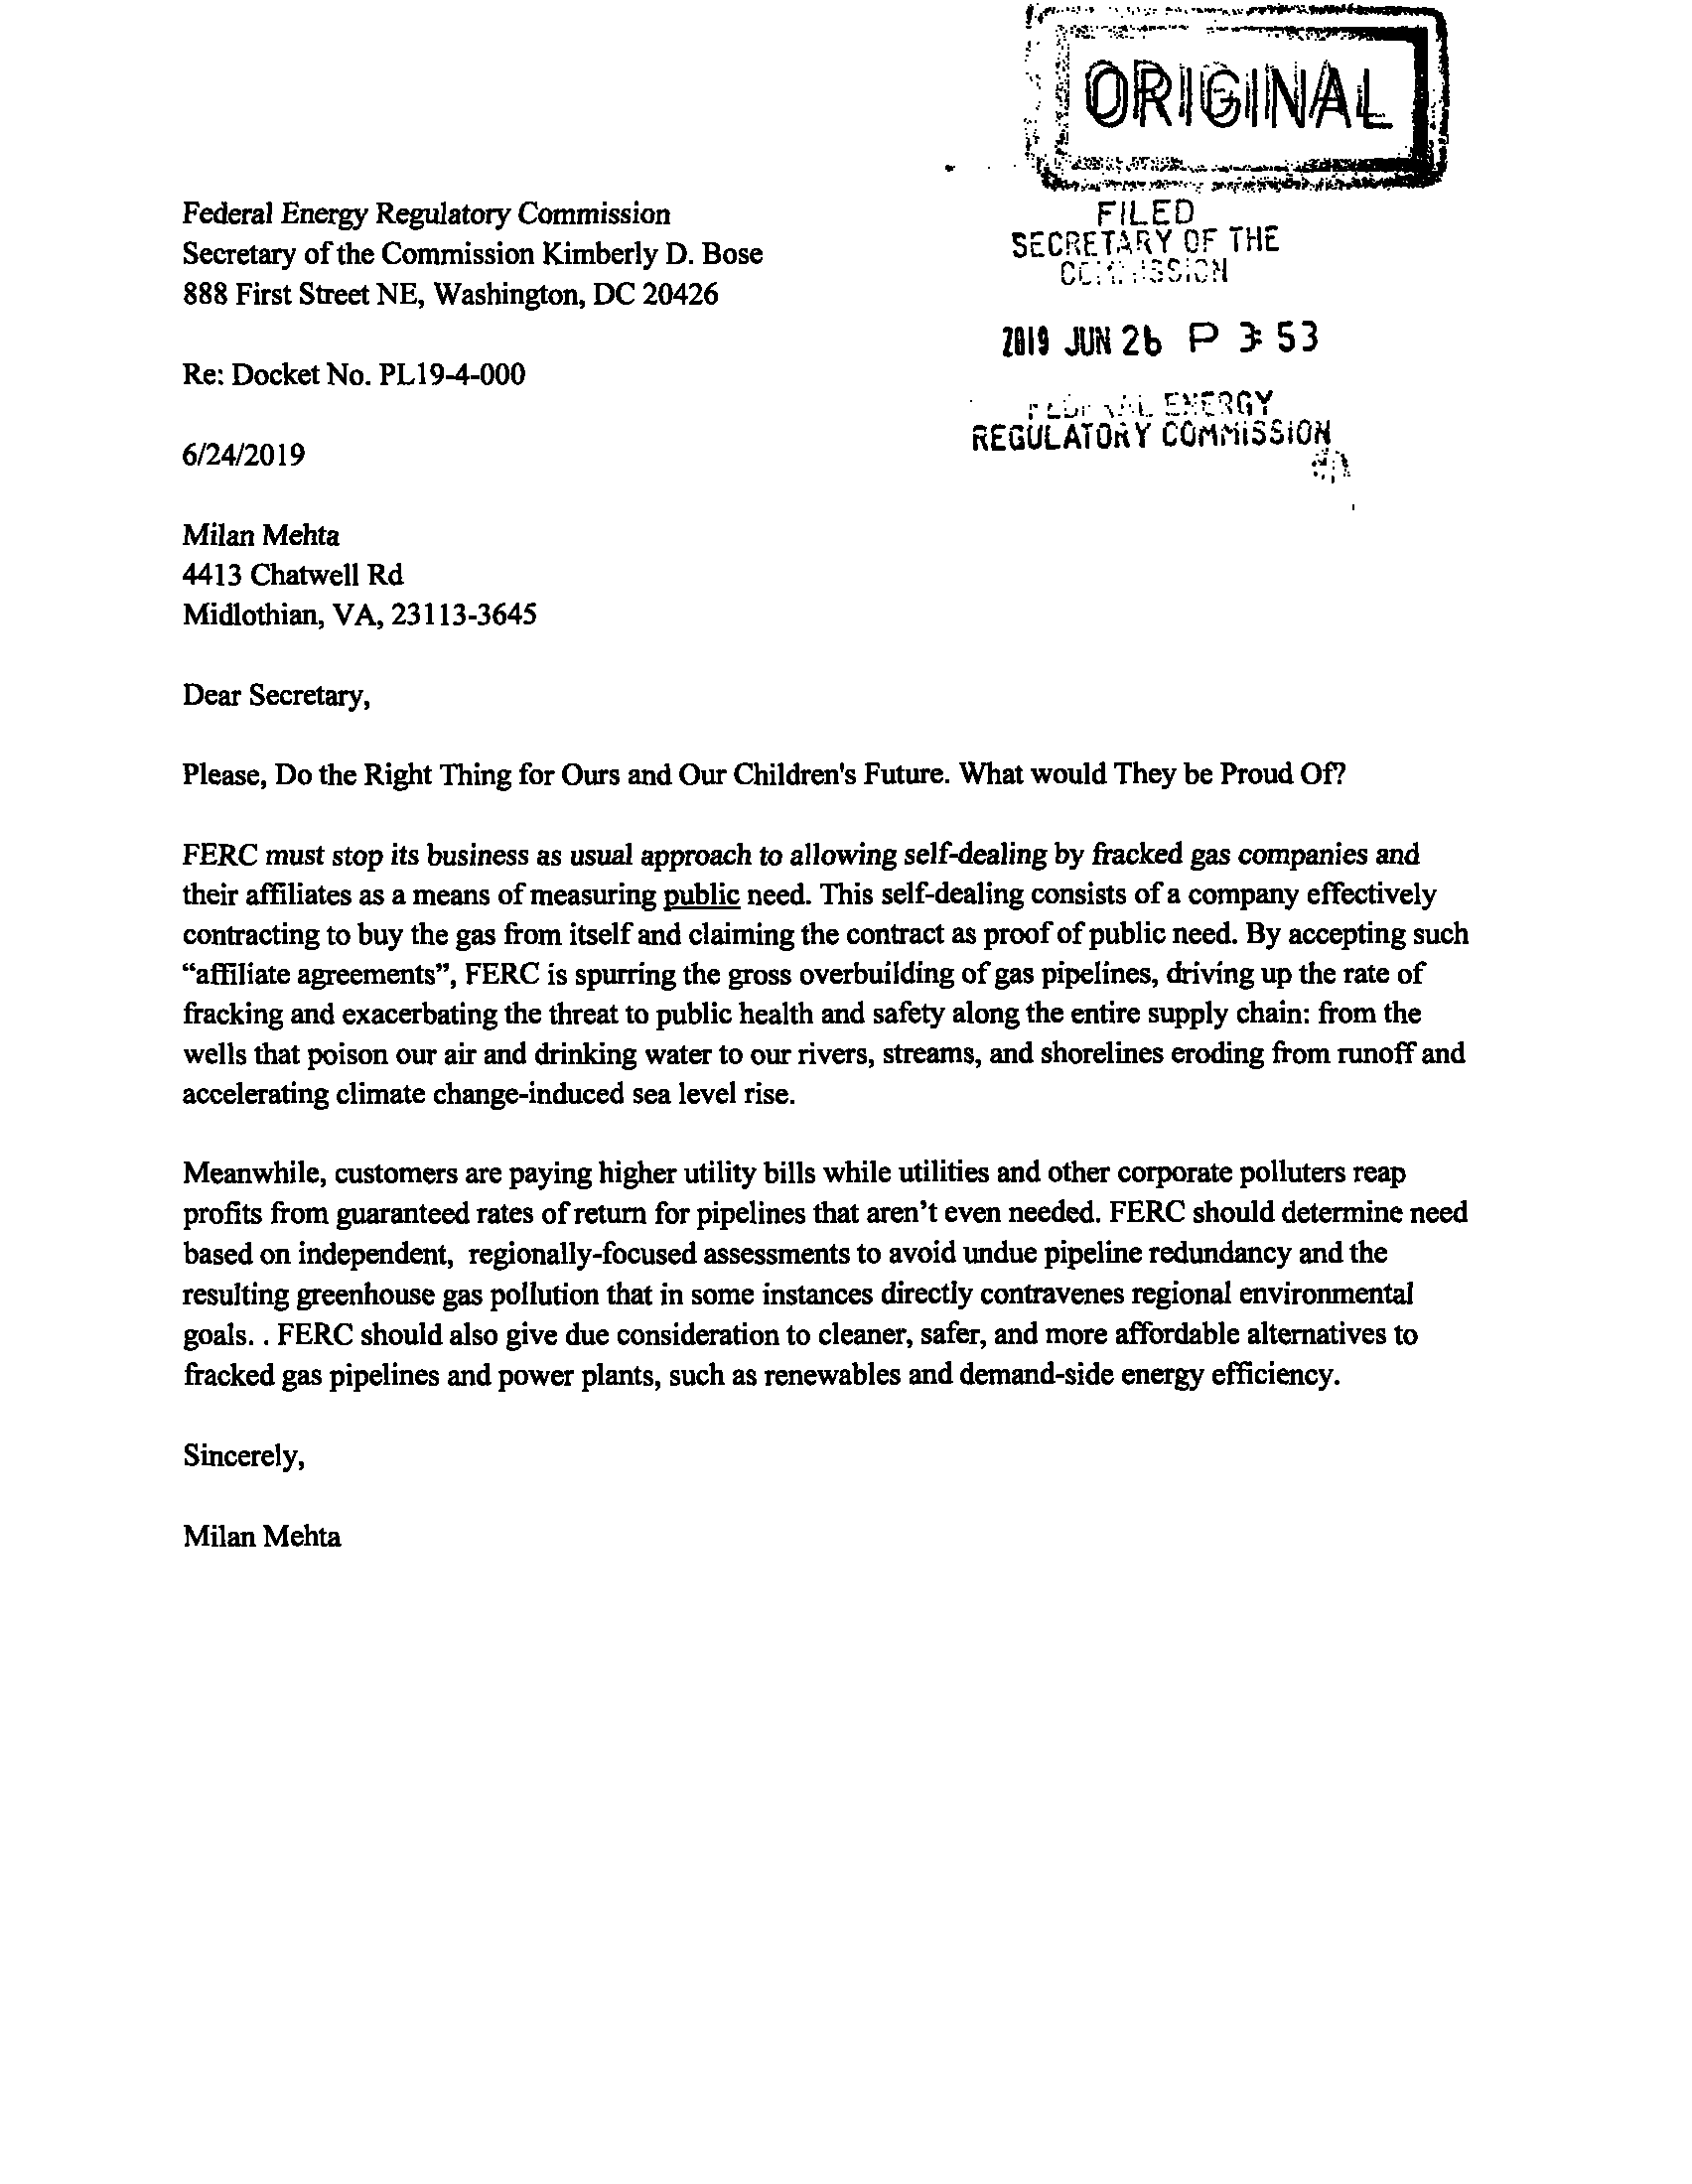 ORIGINAL
FILED
SECRETARY OF THE
COMMISSION
2019 JUN 26 P 3:53
FEDERAL ENERGY
REGULATORY COMMISSION
Federal Energy Regulatory Commission
Secretary of the Commission Kimberly D. Bose
888 First Street NE, Washington, DC 20426
Re: Docket No. PL19-4-000
6/24/2019
Milan Mehta
4413 Chatwell Rd
Midlothian, VA, 23113-3645
Dear Secretary,
Please, Do the Right Thing for Ours and Our Children's Future. What would They be Proud Of?
FERC must stop its business as usual approach to allowing self-dealing by fracked gas companies and
their affiliates as a means of measuring public need. This self-dealing consists of a company effectively
contracting to buy the gas from itself and claiming the contract as proof of public need. By accepting such
“affiliate agreements”, FERC is spurring the gross overbuilding of gas pipelines, driving up the rate of
fracking and exacerbating the threat to public health and safety along the entire supply chain: from the
wells that poison our air and drinking water to our rivers, streams, and shorelines eroding from runoff and
accelerating climate change-induced sea level rise.
Meanwhile, customers are paying higher utility bills while utilities and other corporate polluters reap
profits from guaranteed rates of return for pipelines that aren’t even needed. FERC should determine need
based on independent,  regionally-focused assessments to avoid undue pipeline redundancy and the
resulting greenhouse gas pollution that in some instances directly contravenes regional environmental
goals. . FERC should also give due consideration to cleaner, safer, and more affordable alternatives to
fracked gas pipelines and power plants, such as renewables and demand-side energy efficiency.
Sincerely,
Milan Mehta